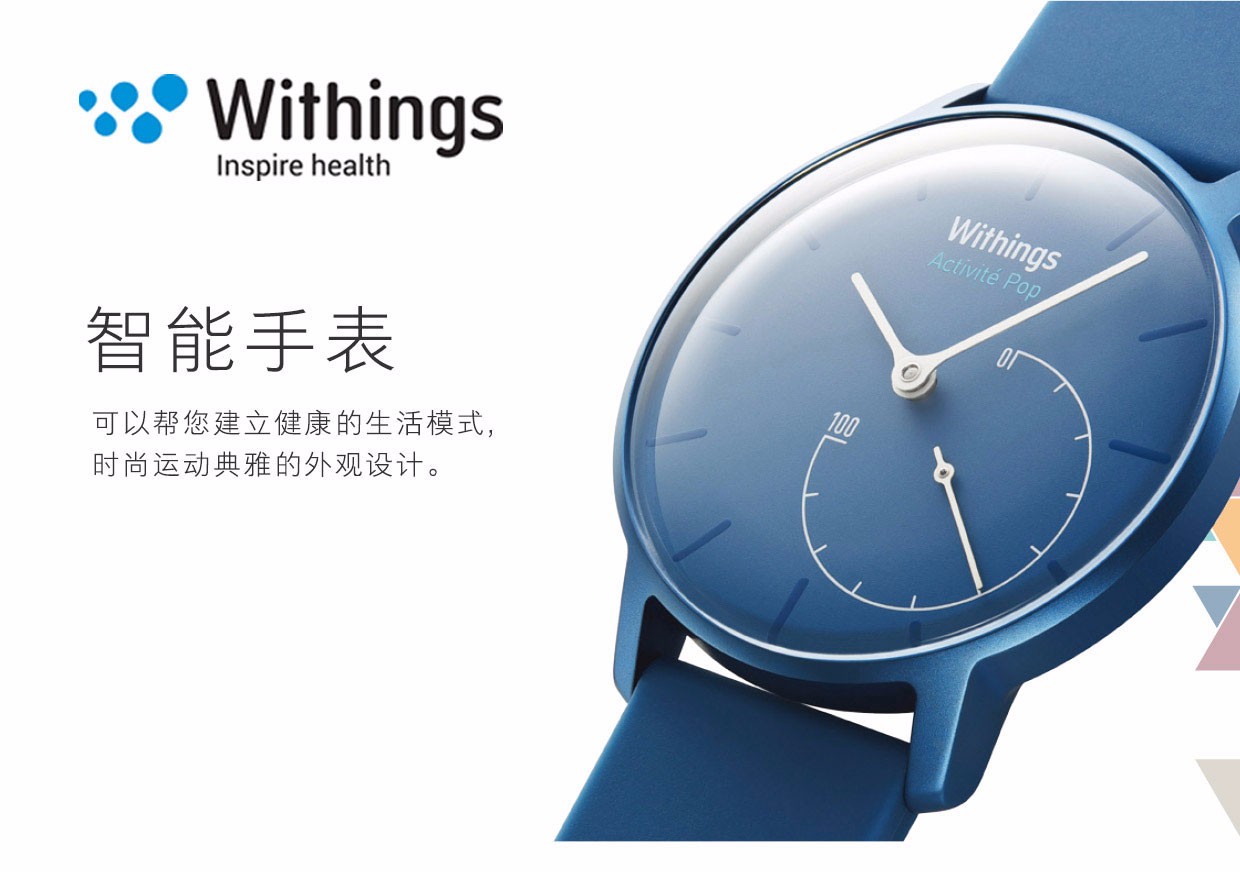 Withings
Inspire health
智能手表
可以帮您建立健康的生活模式,
时尚运动典雅的外观设计。
Withings
Activité Pop
10
100